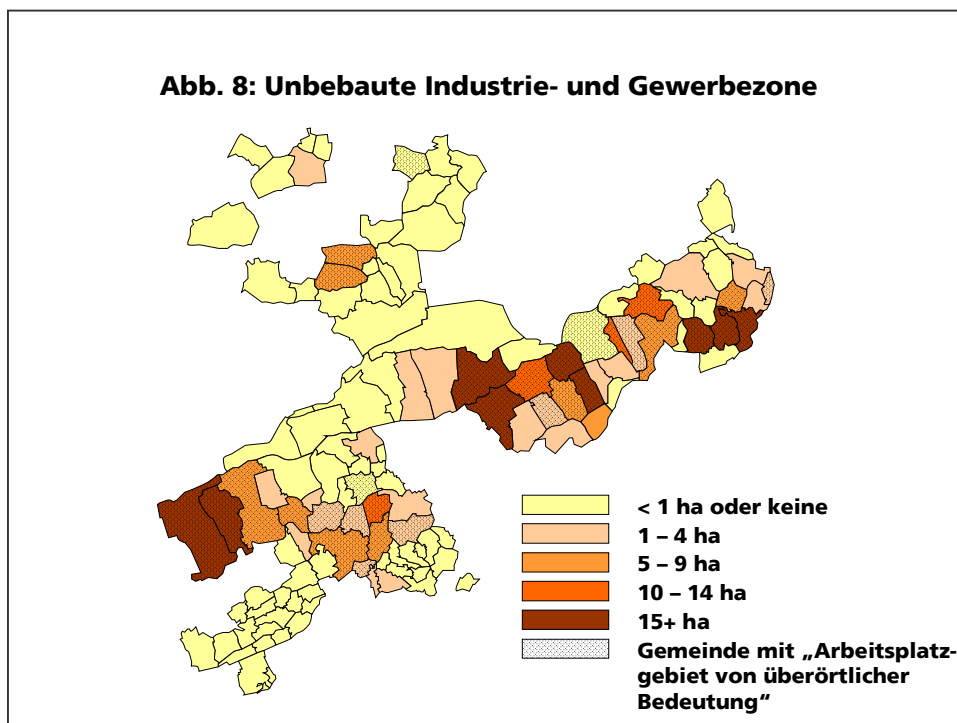 Abb. 8: Unbebaute Industrie- und Gewerbezone
< 1 ha oder keine
1 – 4 ha
5 – 9 ha
10 – 14 ha
15+ ha
Gemeinde mit „Arbeitsplatz-
gebiet von überörtlicher
Bedeutung“